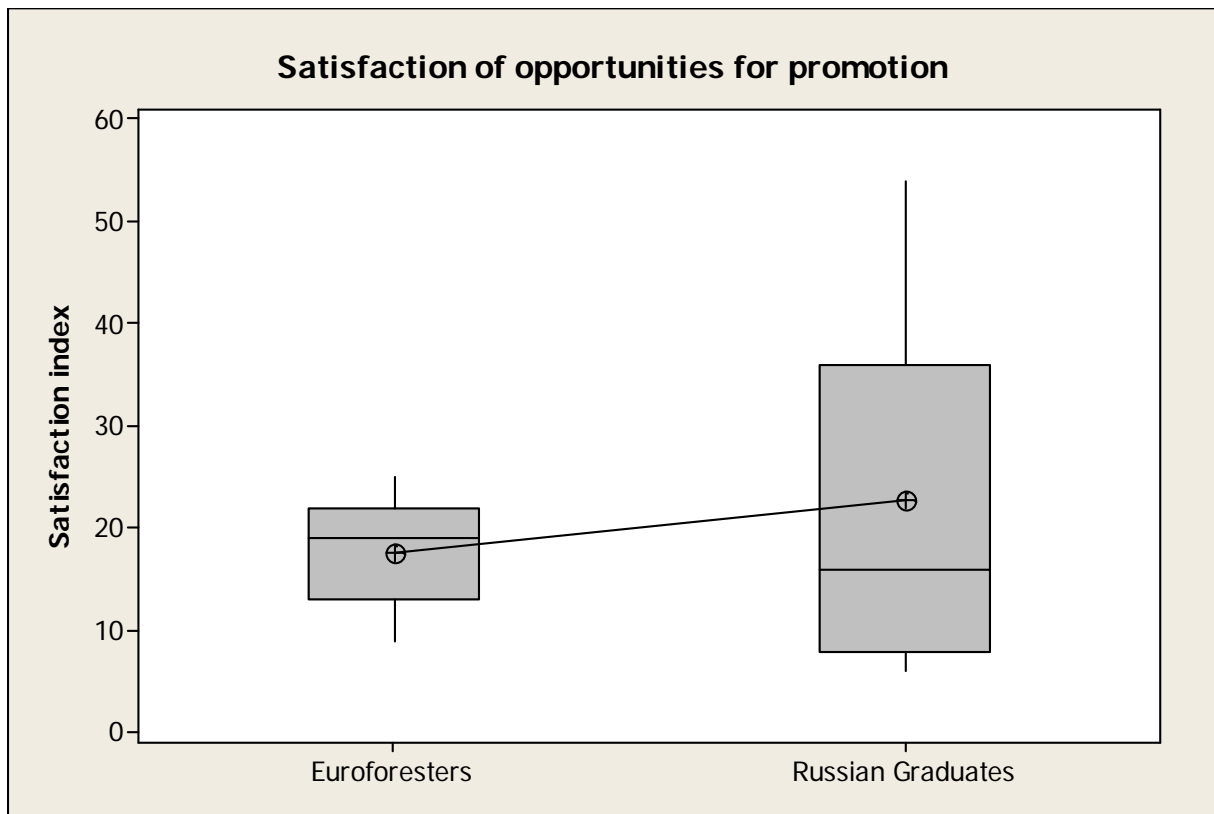 Satisfaction of opportunities for promotion
60
50
40
30
20
10
0
Satisfaction index
Euroforesters
Russian Graduates